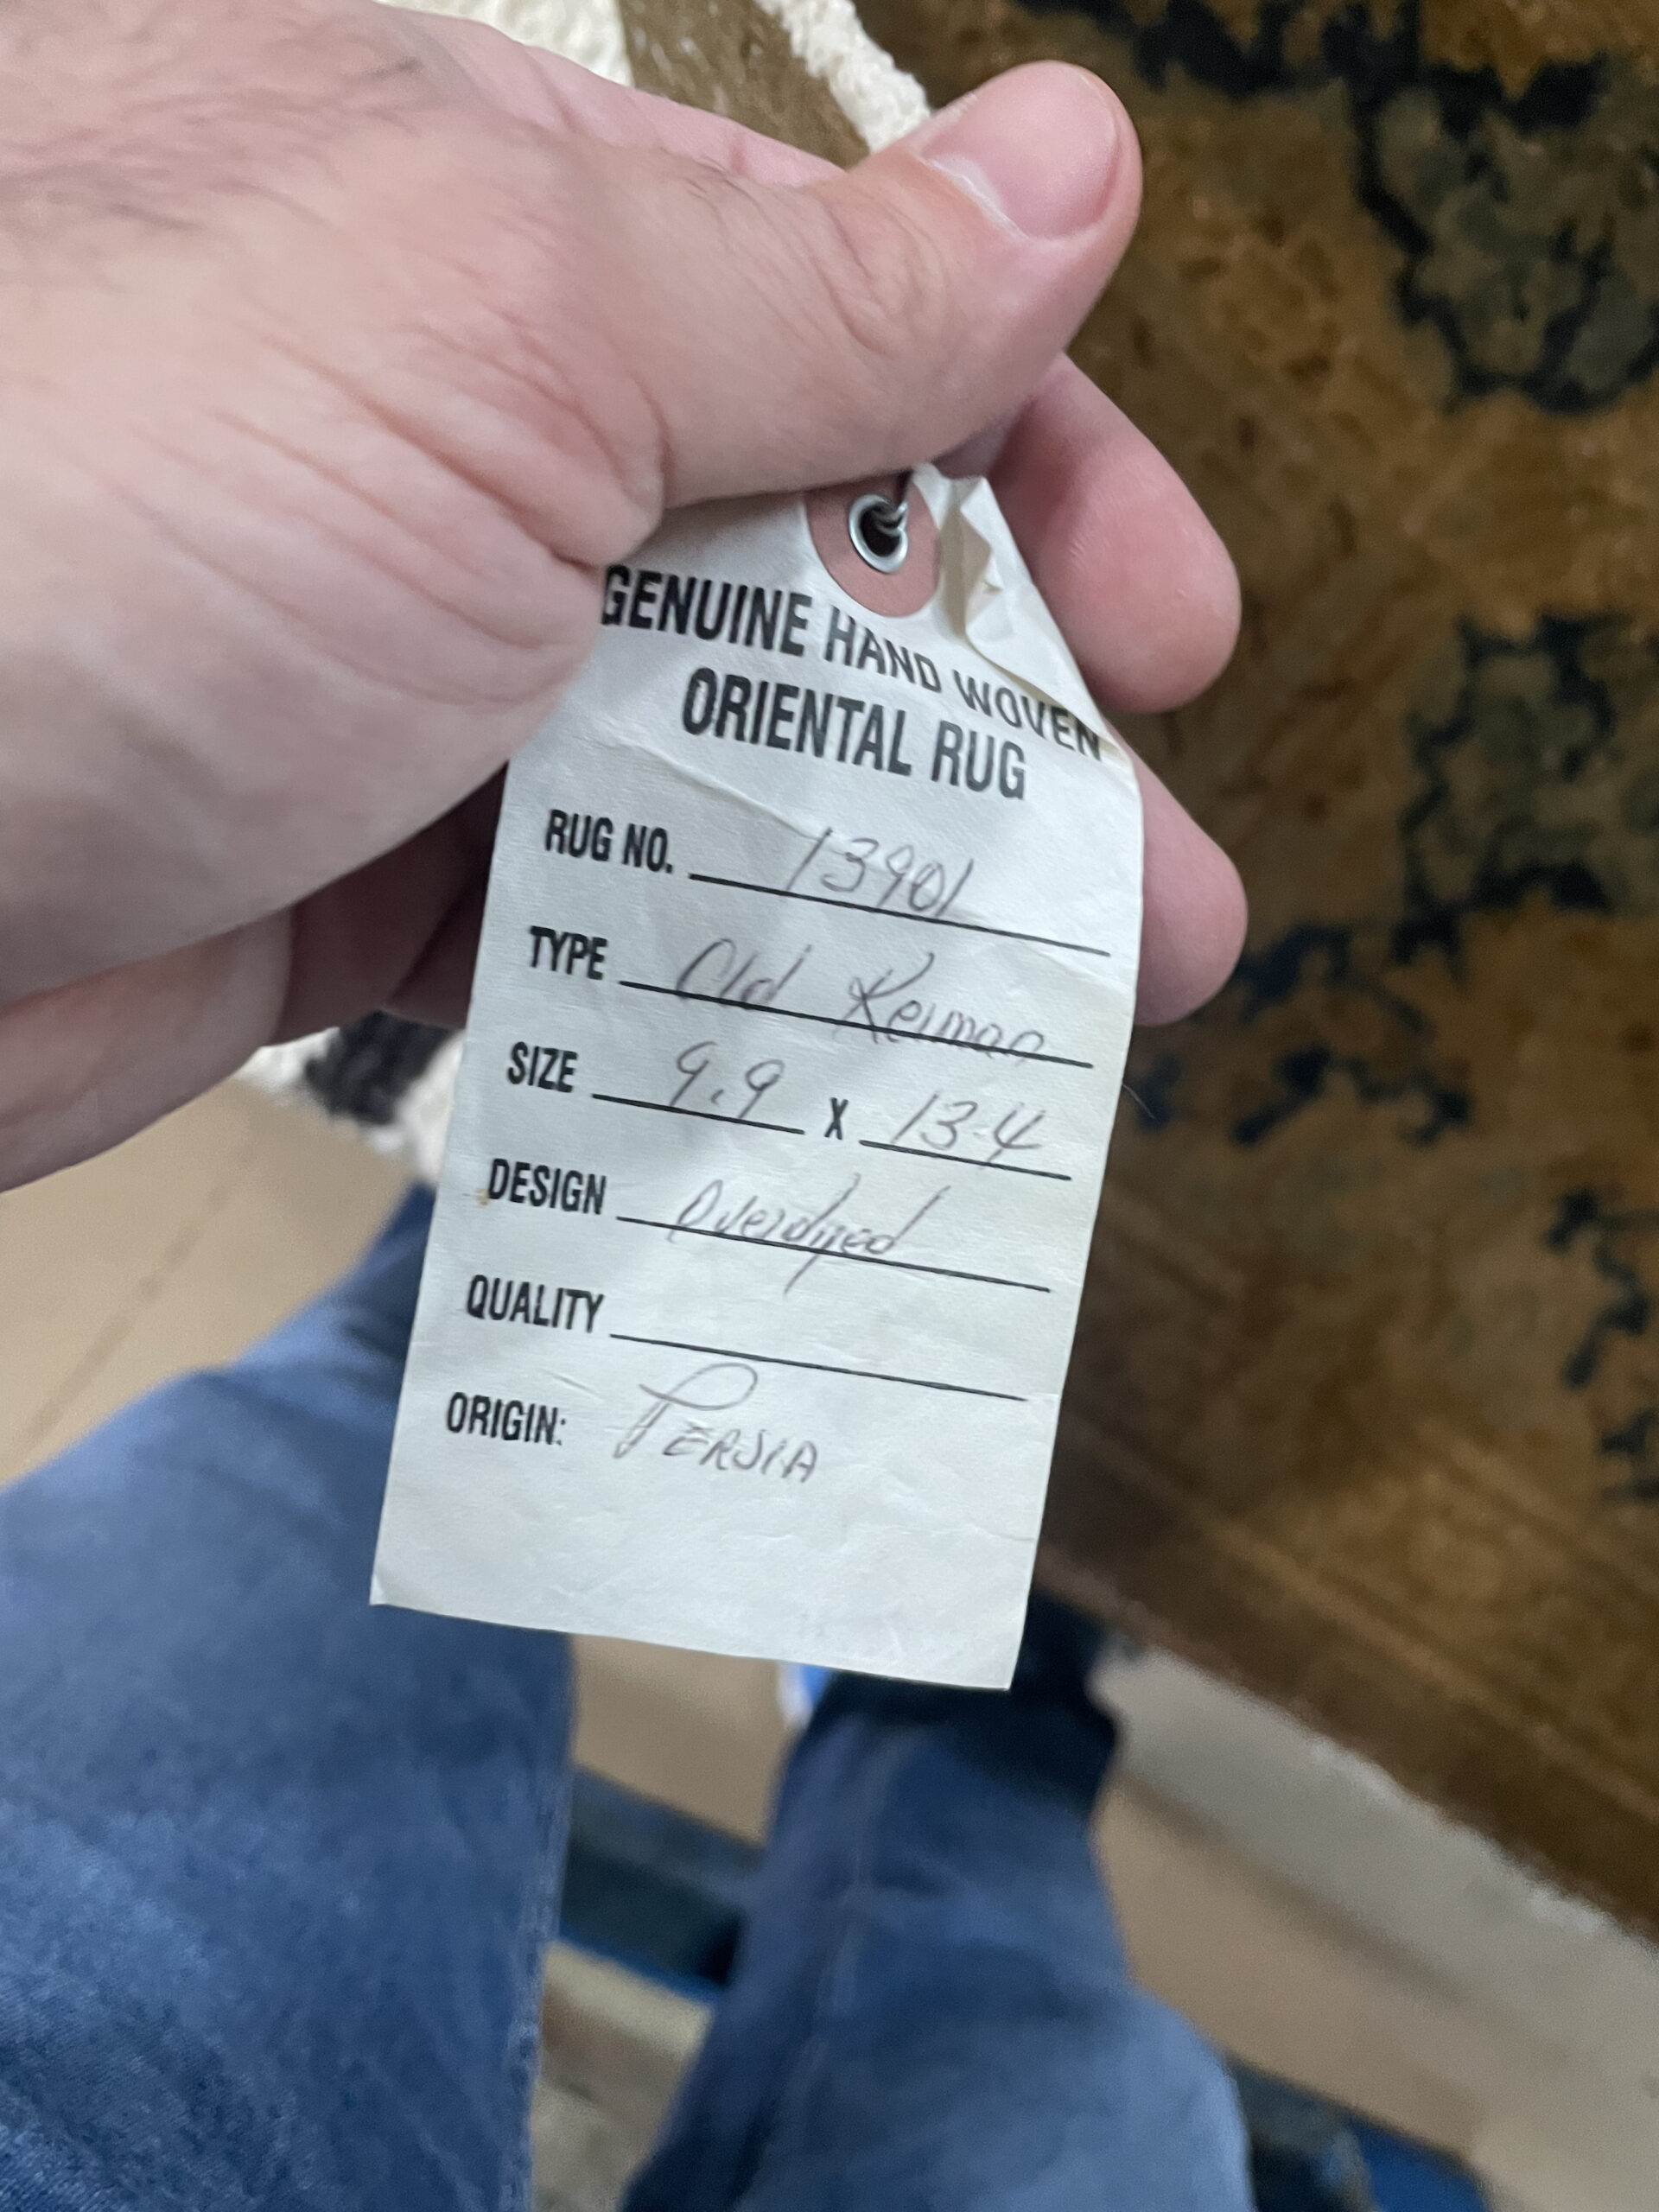 GENUINE HAND WOVEN
ORIENTAL RUG
RUG NO. 13901
TYPE Old Kerman
SIZE 9.9 X 13.4
DESIGN Overdyed
QUALITY
ORIGIN: PERSIA